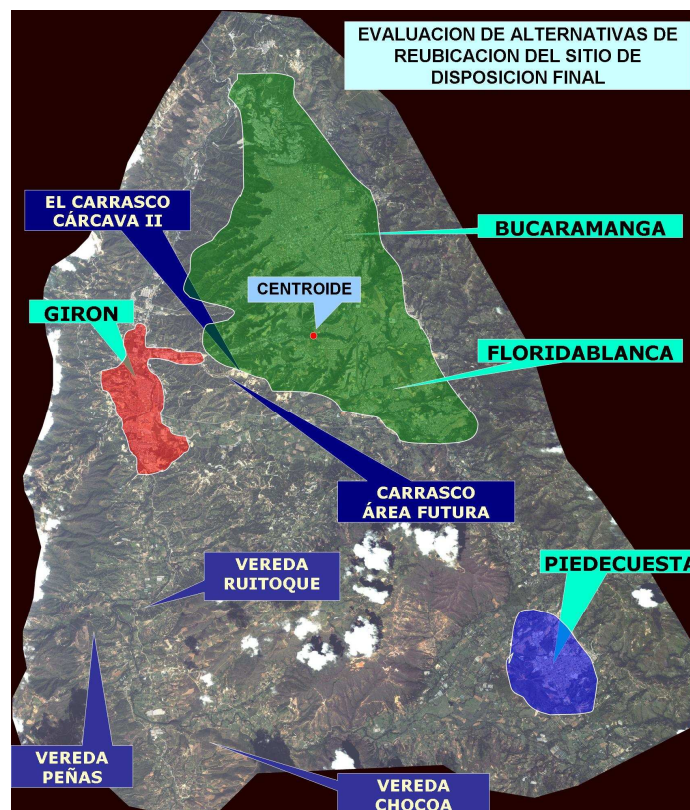 EVALUACION DE ALTERNATIVAS DE
REUBICACION DEL SITIO DE
DISPOSICION FINAL
EL CARRASCO
CÁRCAVA II
BUCARAMANGA
CENTROIDE
GIRON
FLORIDABLANCA
CARRASCO
ÁREA FUTURA
VEREDA
RUITOQUE
PIEDECUESTA
VEREDA
PEÑAS
VEREDA
CHOCOA